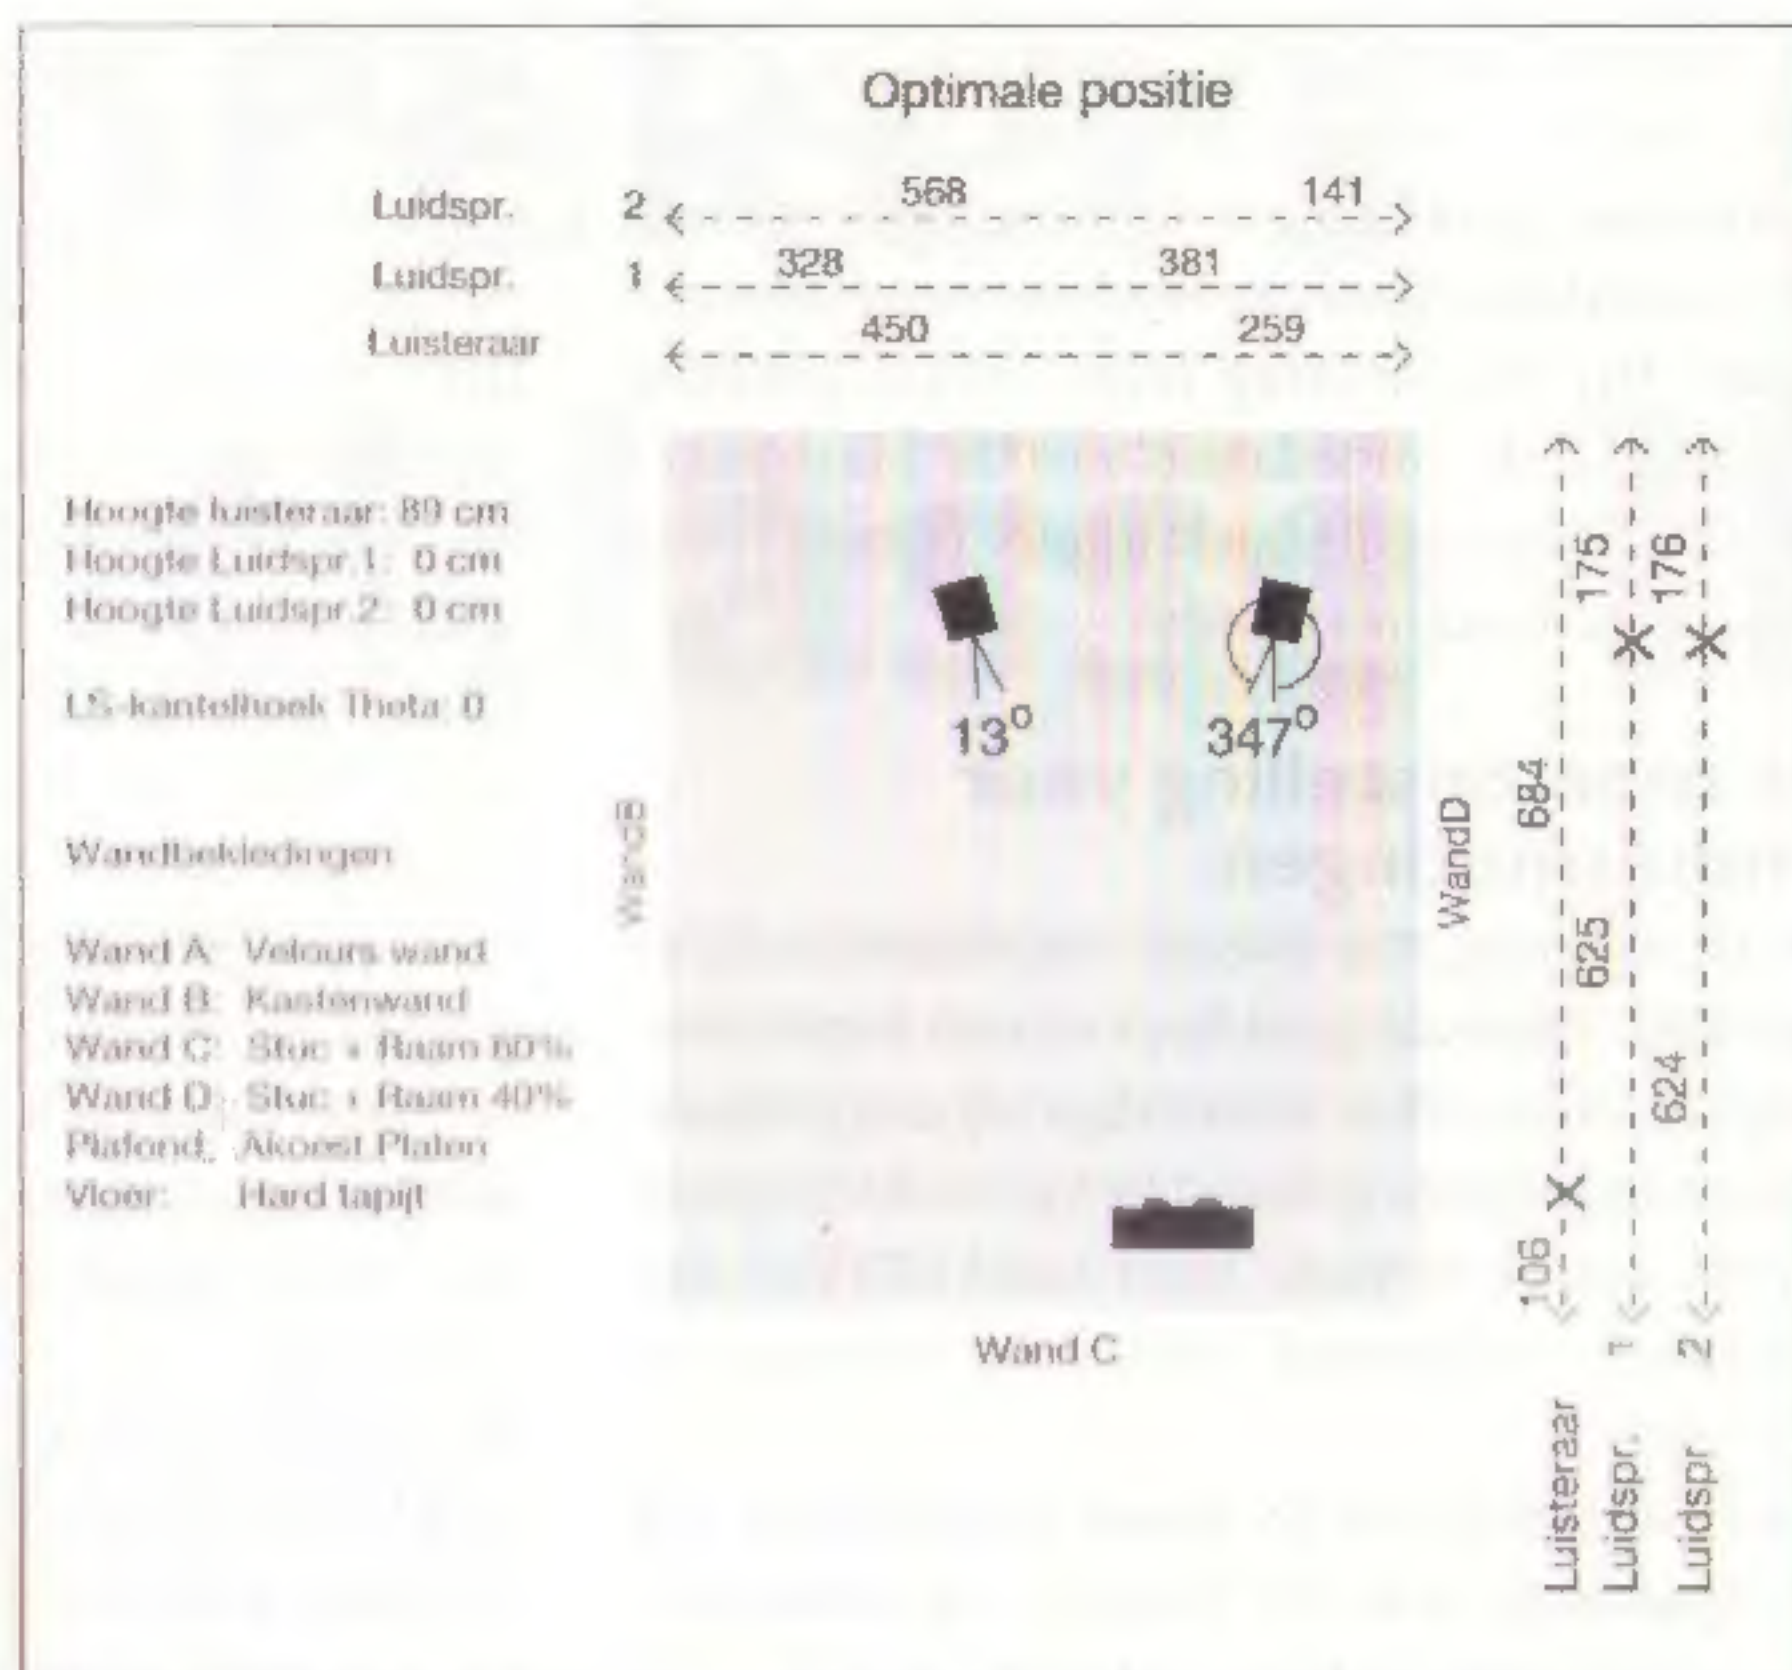 Optimale positie
Luidspr. 2 568 141
Luidspr. 1 328 381
Luisteraar 450 259
Hoogte luisteraar: 89 cm
Hoogte Luidspr.1: 0 cm
Hoogte Luidspr.2: 0 cm
LS-kantelhoek Theta: 0
13° 347°
Wandbekledingen
Wand A: Velours wand
Wand B: Kastenwand
Wand C: Stuc + Raam 60%
Wand D: Stuc + Raam 40%
Plafond: Akoest Platen
Vloer: Hard tapijt
WandB
WandD
Wand C
684 106
175 625
176 624
Luisteraar
Luidspr. 1
Luidspr 2